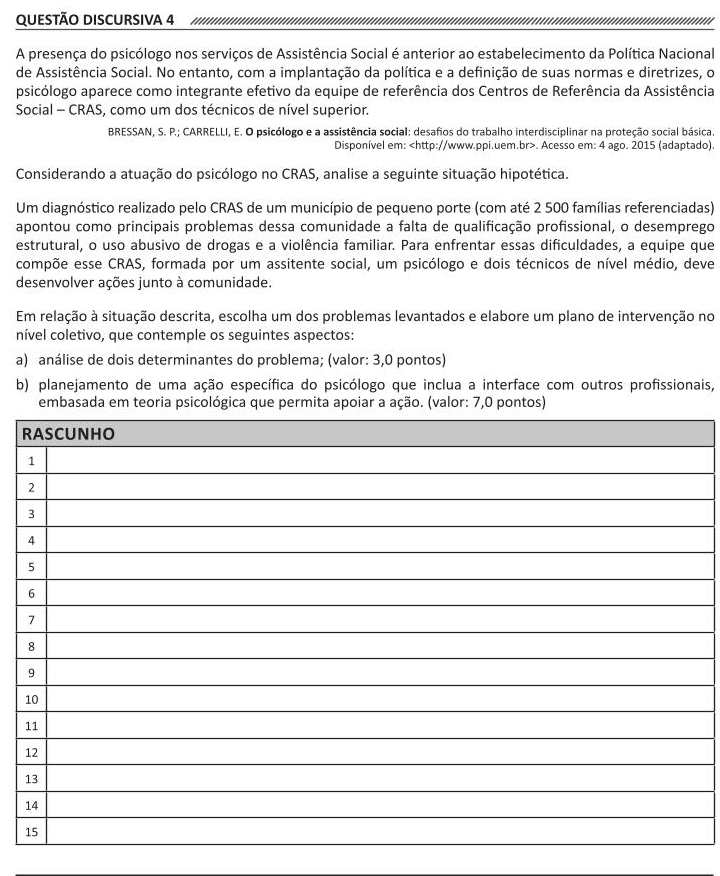 QUESTÃO DISCURSIVA 4
A presença do psicólogo nos serviços de Assistência Social é anterior ao estabelecimento da Política Nacional
de Assistência Social. No entanto, com a implantação da política e a definição de suas normas e diretrizes, o
psicólogo aparece como integrante efetivo da equipe de referência dos Centros de Referência da Assistência
Social – CRAS, como um dos técnicos de nível superior.
BRESSAN, S. P.; CARRELLI, E. O psicólogo e a assistência social: desafios do trabalho interdisciplinar na proteção social básica.
Disponível em: <http://www.ppi.uem.br>. Acesso em: 4 ago. 2015 (adaptado).
Considerando a atuação do psicólogo no CRAS, analise a seguinte situação hipotética.
Um diagnóstico realizado pelo CRAS de um município de pequeno porte (com até 2 500 famílias referenciadas)
apontou como principais problemas dessa comunidade a falta de qualificação profissional, o desemprego
estrutural, o uso abusivo de drogas e a violência familiar. Para enfrentar essas dificuldades, a equipe que
compõe esse CRAS, formada por um assitente social, um psicólogo e dois técnicos de nível médio, deve
desenvolver ações junto à comunidade.
Em relação à situação descrita, escolha um dos problemas levantados e elabore um plano de intervenção no
nível coletivo, que contemple os seguintes aspectos:
a) análise de dois determinantes do problema; (valor: 3,0 pontos)
b) planejamento de uma ação específica do psicólogo que inclua a interface com outros profissionais,
embasada em teoria psicológica que permita apoiar a ação. (valor: 7,0 pontos)
RASCUNHO
1
2
3
4
5
6
7
8
9
10
11
12
13
14
15